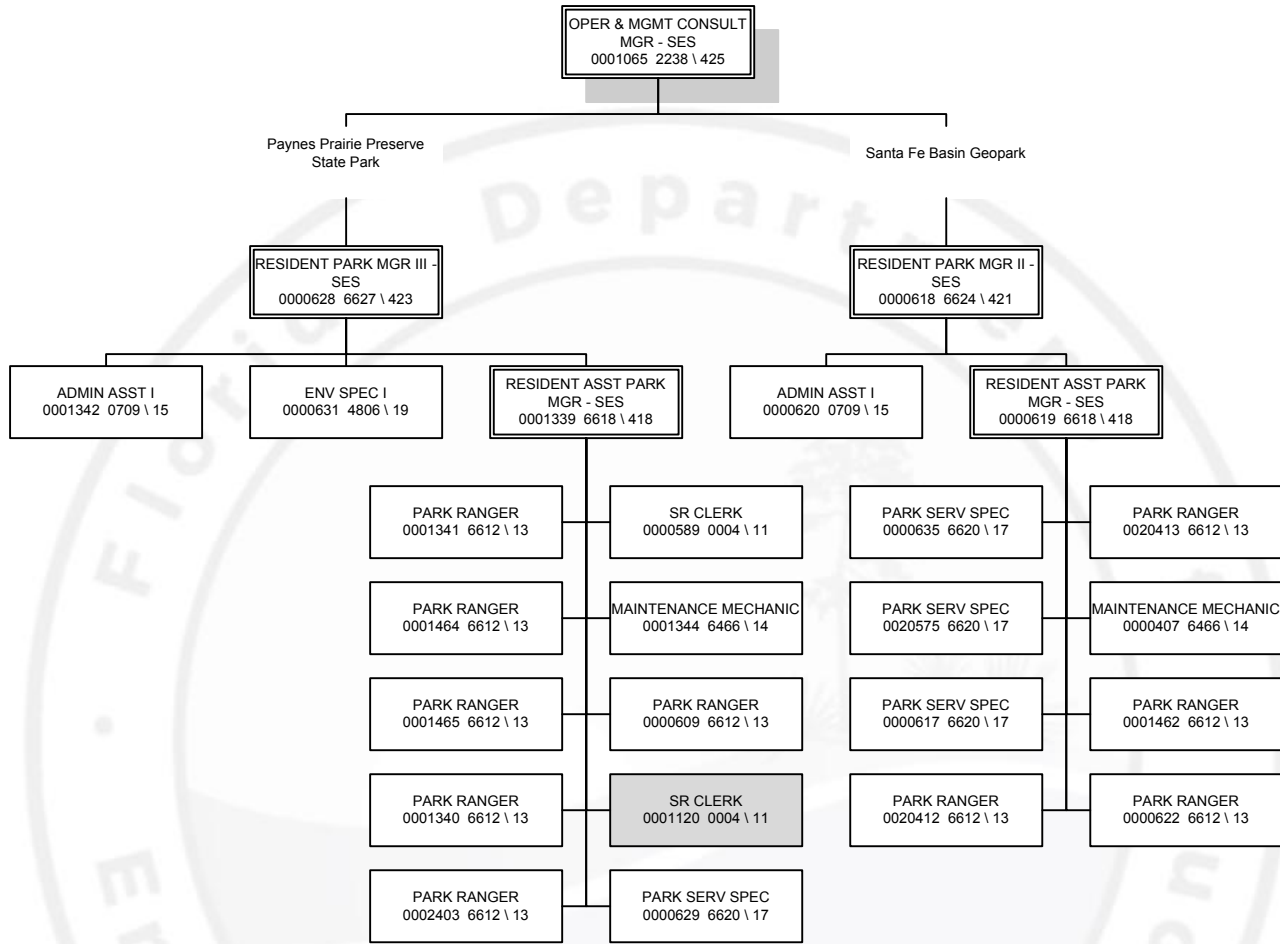 OPER & MGMT CONSULT
MGR - SES
0001065 2238 \ 425
Paynes Prairie Preserve
State Park
Santa Fe Basin Geopark
RESIDENT PARK MGR III -
SES
0000628 6627 \ 423
RESIDENT PARK MGR II -
SES
0000618 6624 \ 421
ADMIN ASST I
0001342 0709 \ 15
ENV SPEC I
0000631 4806 \ 19
RESIDENT ASST PARK
MGR - SES
0001339 6618 \ 418
ADMIN ASST I
0000620 0709 \ 15
RESIDENT ASST PARK
MGR - SES
0000619 6618 \ 418
PARK RANGER
0001341 6612 \ 13
SR CLERK
0000589 0004 \ 11
PARK RANGER
0001464 6612 \ 13
MAINTENANCE MECHANIC
0001344 6466 \ 14
PARK RANGER
0001465 6612 \ 13
PARK RANGER
0000609 6612 \ 13
PARK RANGER
0001340 6612 \ 13
SR CLERK
0001120 0004 \ 11
PARK RANGER
0002403 6612 \ 13
PARK SERV SPEC
0000629 6620 \ 17
PARK SERV SPEC
0000635 6620 \ 17
PARK RANGER
0020413 6612 \ 13
PARK SERV SPEC
0020575 6620 \ 17
MAINTENANCE MECHANIC
0000407 6466 \ 14
PARK SERV SPEC
0000617 6620 \ 17
PARK RANGER
0001462 6612 \ 13
PARK RANGER
0020412 6612 \ 13
PARK RANGER
0000622 6612 \ 13